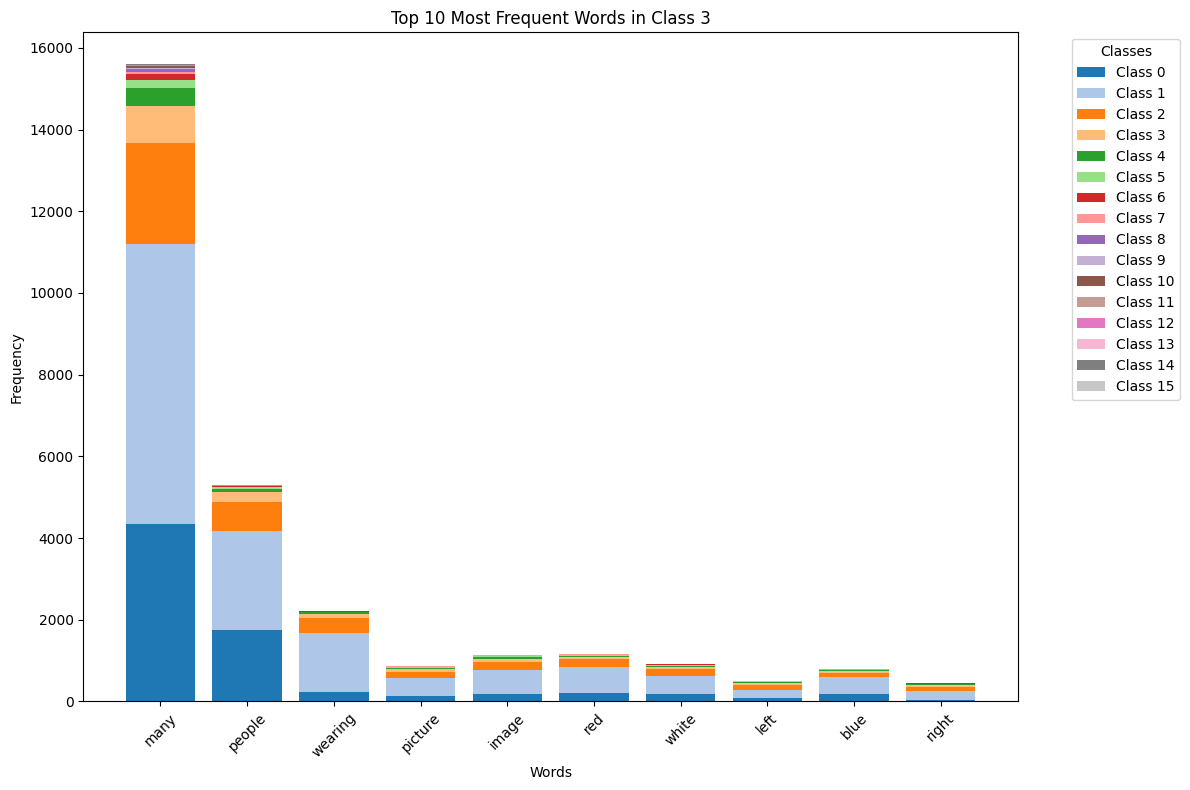 Top 10 Most Frequent Words in Class 3
Frequency
16000
14000
12000
10000
8000
6000
4000
2000
0
many
people
wearing
picture
image
red
white
left
blue
right
Words
Classes
Class 0
Class 1
Class 2
Class 3
Class 4
Class 5
Class 6
Class 7
Class 8
Class 9
Class 10
Class 11
Class 12
Class 13
Class 14
Class 15